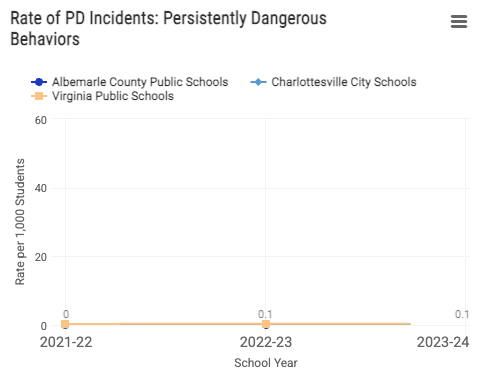 Rate of PD Incidents: Persistently Dangerous
Behaviors
Albemarle County Public Schools
Charlottesville City Schools
Virginia Public Schools
Rate per 1,000 Students
60
40
20
0
0
0.1
0.1
2021-22
2022-23
2023-24
School Year